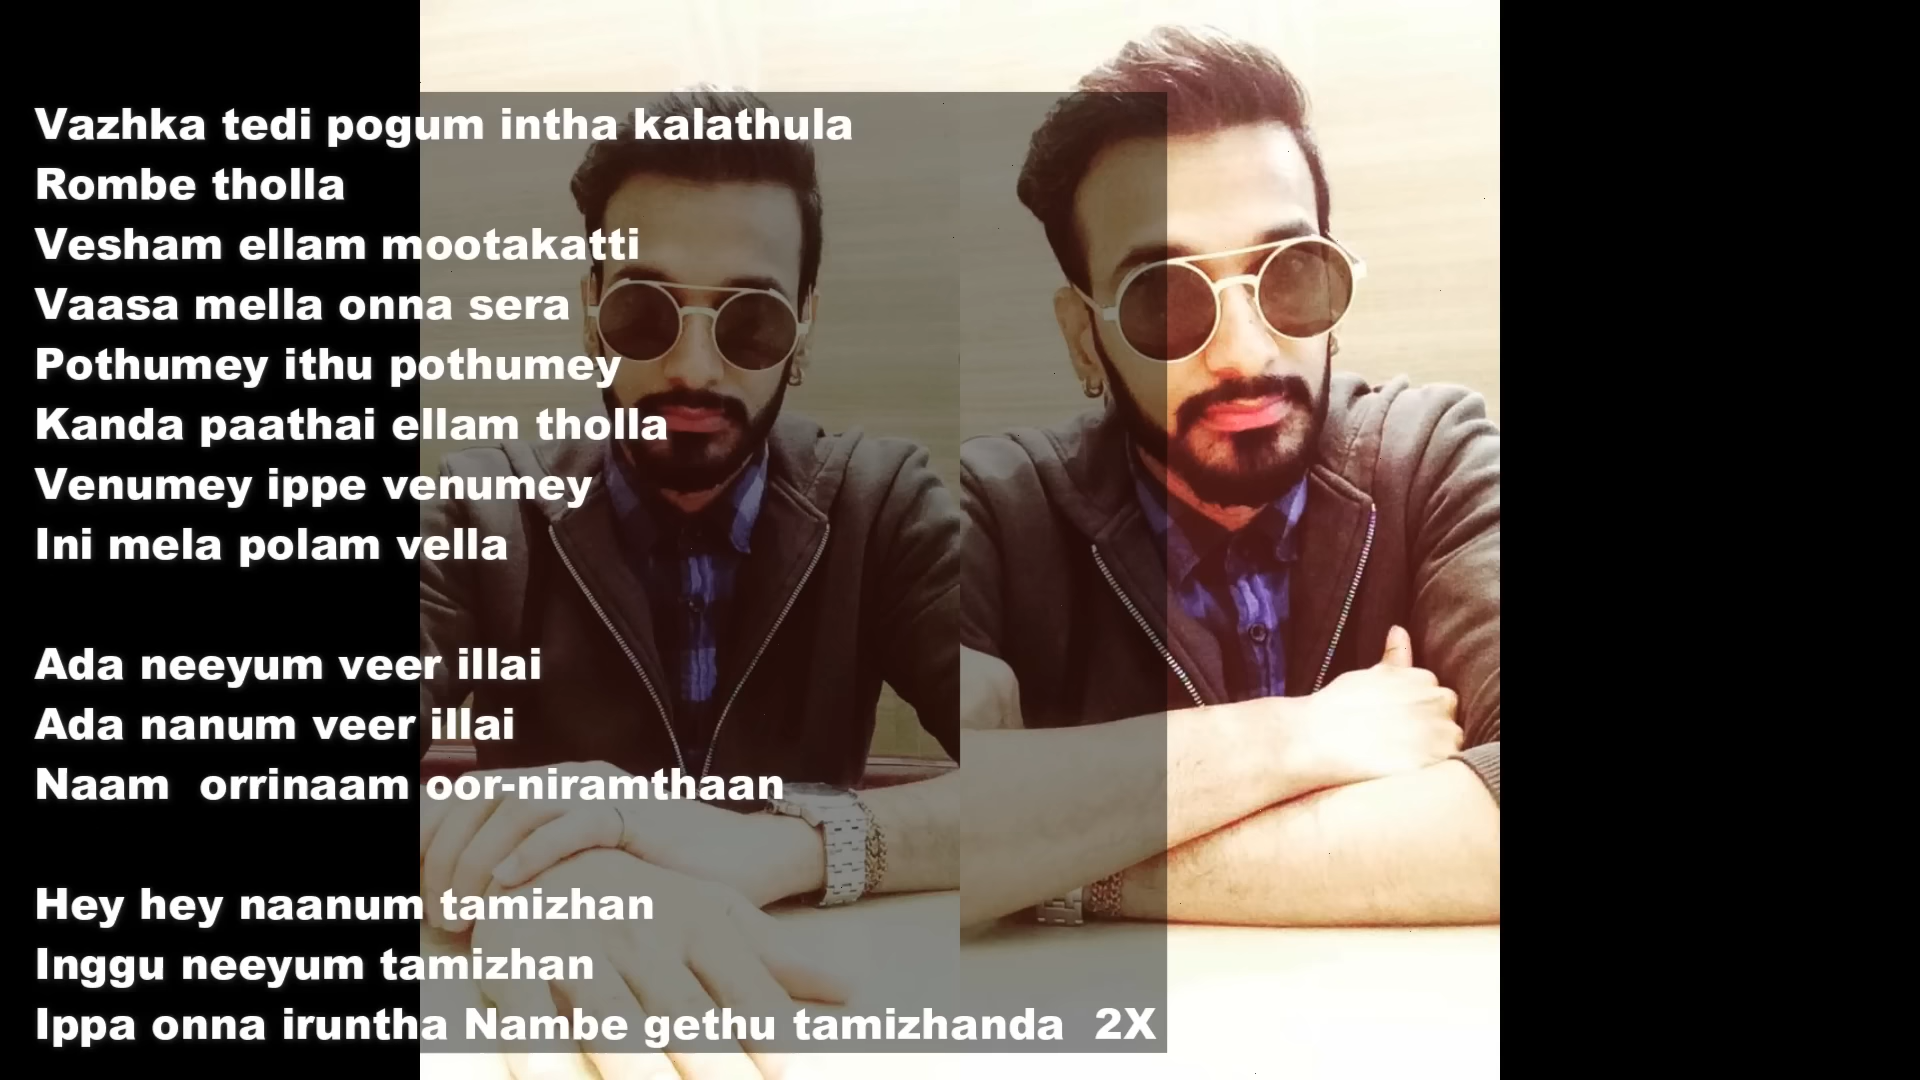 Vazhka tedi pogum intha kalathula
Rombe tholla
Vesham ellam mootakatti
Vaasa mella onna sera
Pothumey ithu pothumey
Kanda paathai ellam tholla
Venumey ippe venumey
Ini mela polam vella
Ada neeyum veer illai
Ada nanum veer illai
Naam  orrinaam oor-niramthaan
Hey hey naanum tamizhan
Inggu neeyum tamizhan
Ippa onna iruntha Nambe gethu tamizhanda  2X